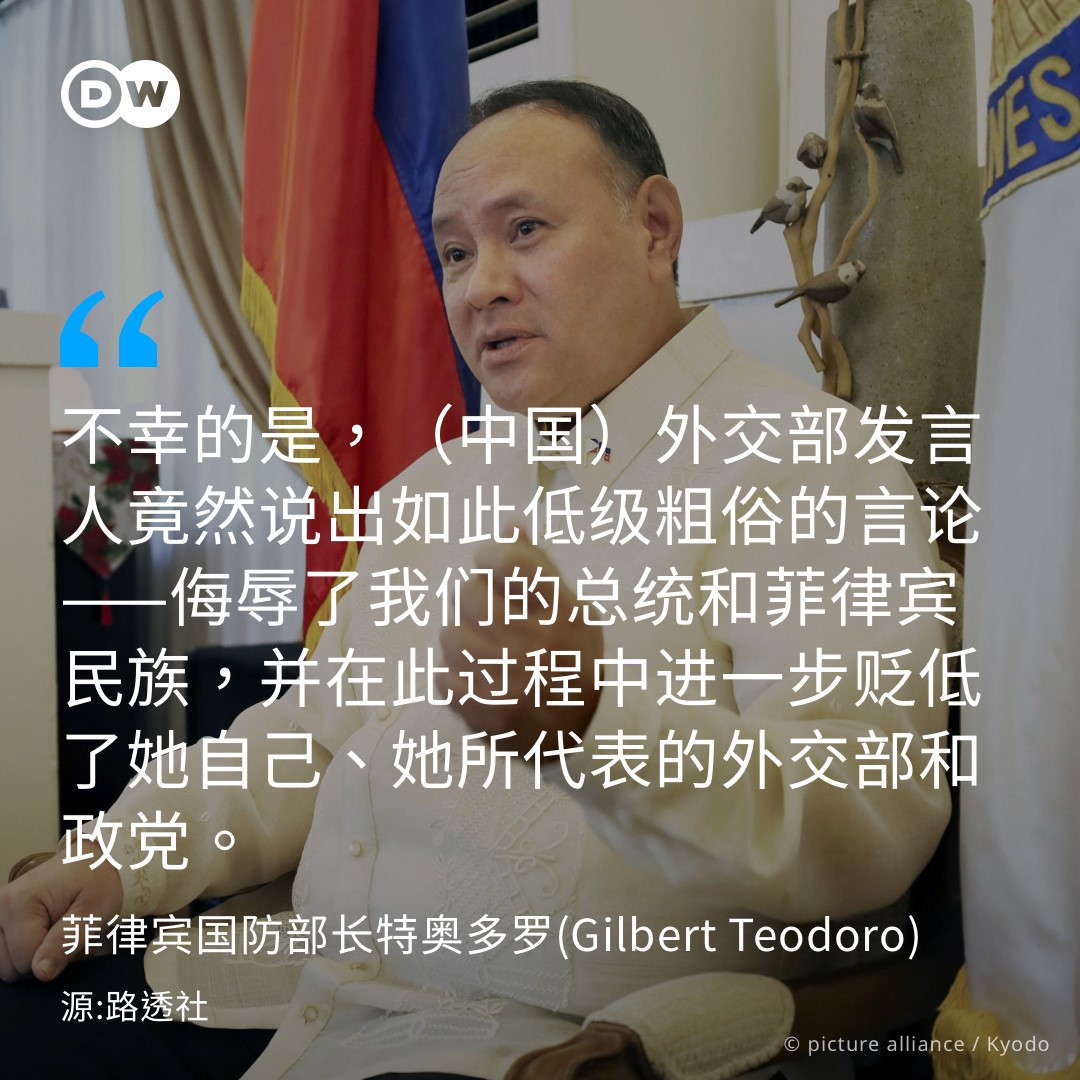 DW
NES
“
不幸的是，（中国）外交部发言
人竟然说出如此低级粗俗的言论
——侮辱了我们的总统和菲律宾
民族，并在此过程中进一步贬低
了她自己、她所代表的外交部和
政党。
菲律宾国防部长特奥多罗(Gilbert Teodoro)
源:路透社
© picture alliance / Kyodo